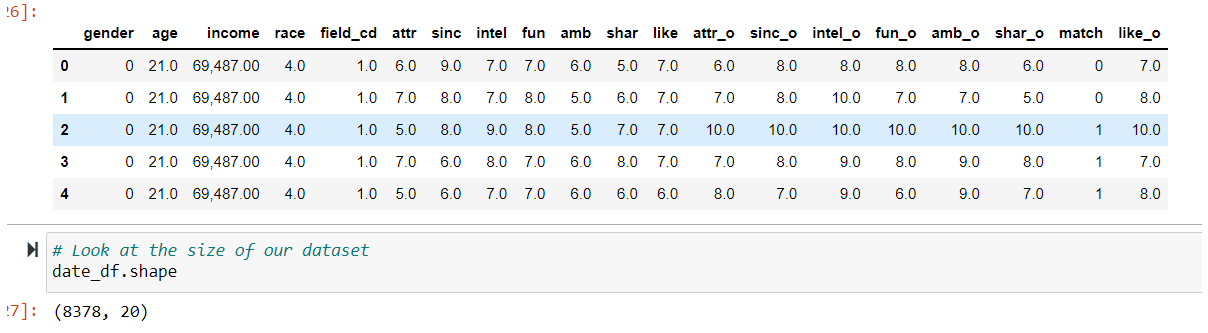 26]:
gender age income race field_cd attr sinc intel fun amb shar like attr_o sinc_o intel_o fun_o amb_o shar_o match like_o
0 0 21.0 69,487.00 4.0 1.0 6.0 9.0 7.0 7.0 6.0 5.0 7.0 6.0 8.0 8.0 8.0 8.0 6.0 0 7.0
1 0 21.0 69,487.00 4.0 1.0 7.0 8.0 7.0 8.0 5.0 6.0 7.0 7.0 8.0 10.0 7.0 7.0 5.0 0 8.0
2 0 21.0 69,487.00 4.0 1.0 5.0 8.0 9.0 8.0 5.0 7.0 7.0 10.0 10.0 10.0 10.0 10.0 10.0 1 10.0
3 0 21.0 69,487.00 4.0 1.0 7.0 6.0 8.0 7.0 6.0 8.0 7.0 7.0 8.0 9.0 8.0 9.0 8.0 1 7.0
4 0 21.0 69,487.00 4.0 1.0 5.0 6.0 7.0 7.0 6.0 6.0 6.0 8.0 7.0 9.0 6.0 9.0 7.0 1 8.0
# Look at the size of our dataset
date_df.shape
27]: (8378, 20)